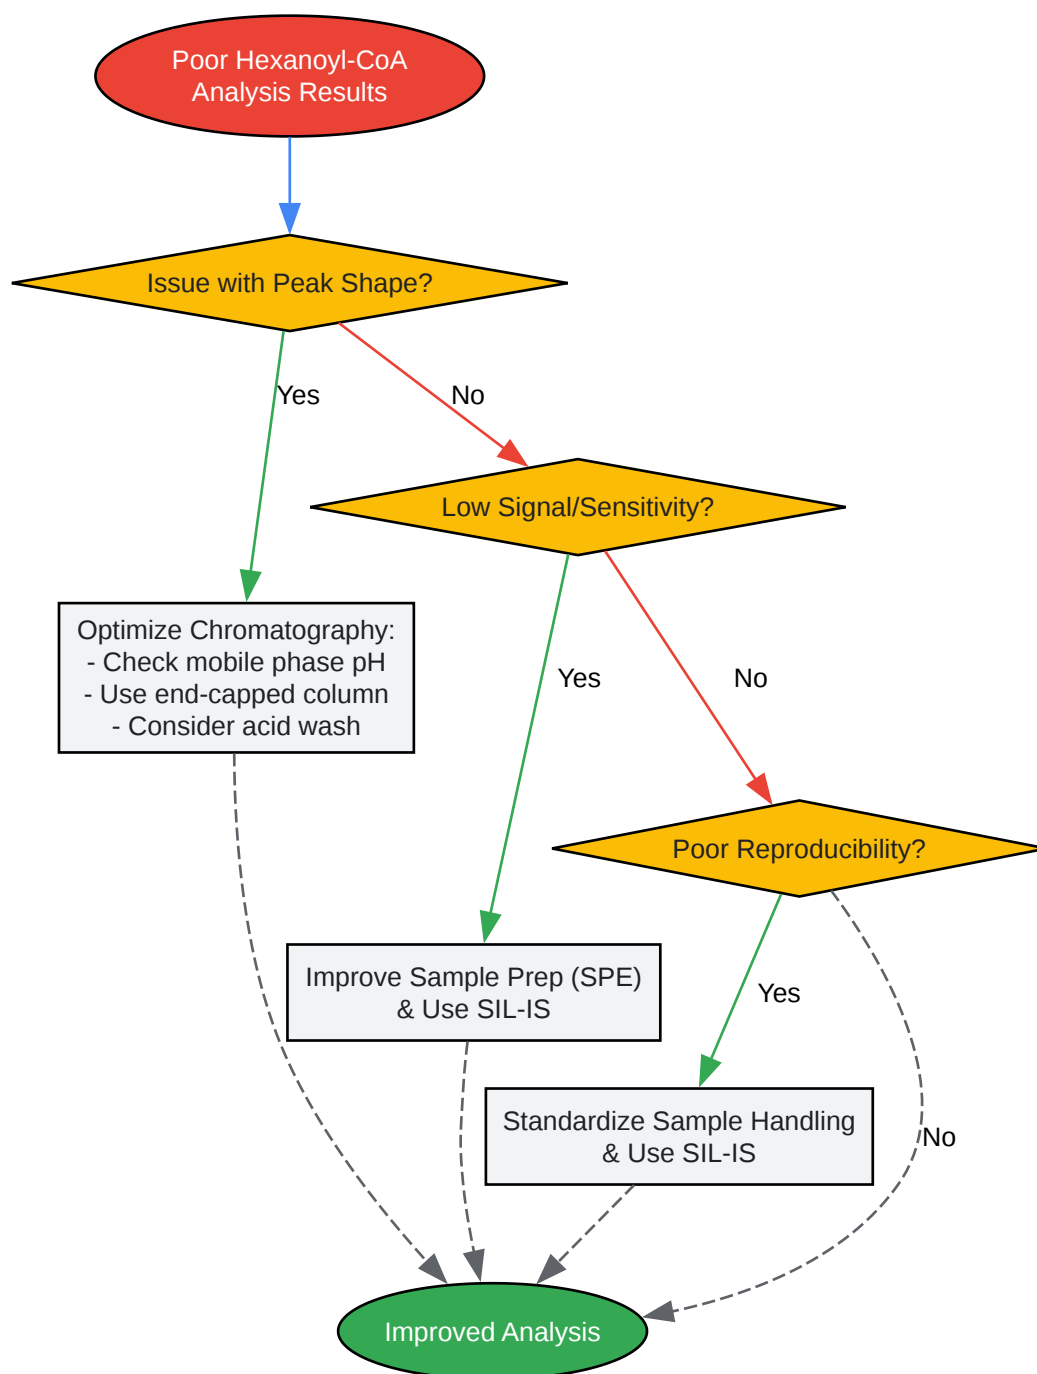 Poor Hexanoyl-CoA
Analysis Results
Issue with Peak Shape?
Yes
No
Low Signal/Sensitivity?
Optimize Chromatography:
- Check mobile phase pH
- Use end-capped column
- Consider acid wash
Yes
No
Poor Reproducibility?
Improve Sample Prep (SPE)
& Use SIL-IS
Yes
Standardize Sample Handling
& Use SIL-IS
No
Improved Analysis